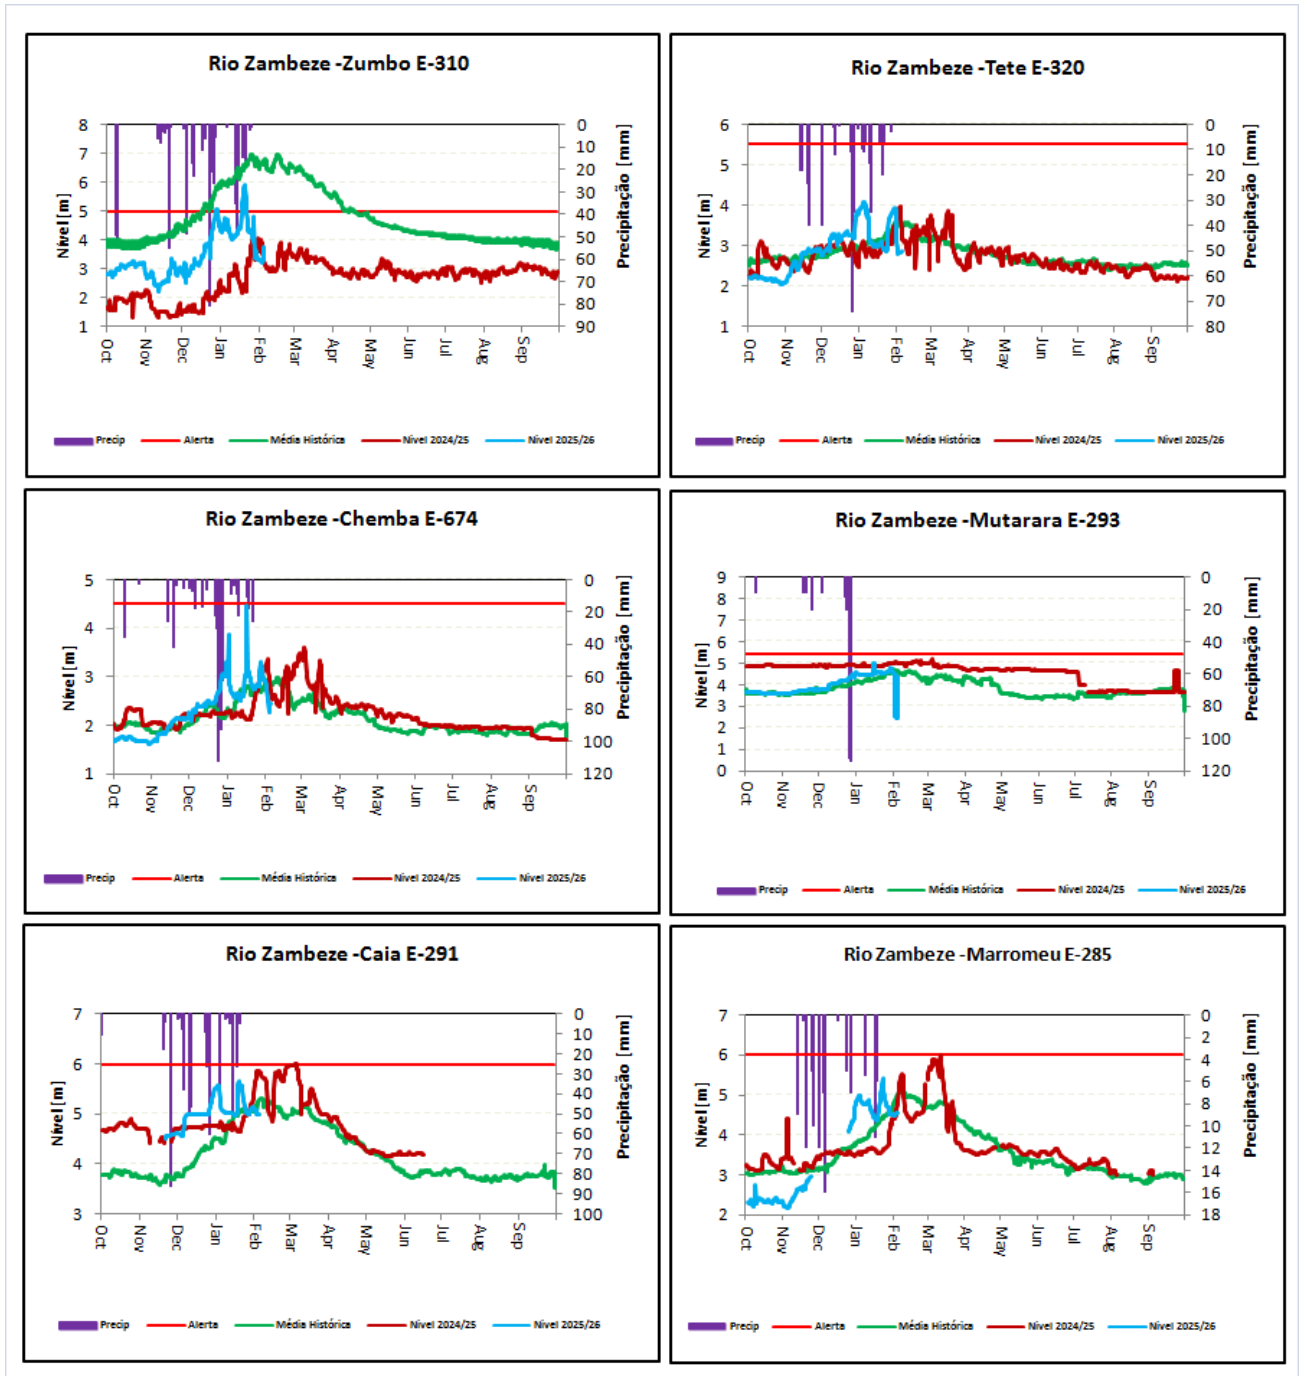 Rio Zambeze -Zumbo E-310
8
7
6
5
4
3
2
1
Nível [m]
0
10
20
30
40
50
60
70
80
90
Precipitação [mm]
Oct
Nov
Dec
Jan
Feb
Mar
Apr
May
Jun
Jul
Aug
Sep
Precip
Alerta
Média Histórica
Nivel 2024/25
Nivel 2025/26
Rio Zambeze -Tete E-320
6
5
4
3
2
1
Nível [m]
0
10
20
30
40
50
60
70
80
Precipitação [mm]
Oct
Nov
Dec
Jan
Feb
Mar
Apr
May
Jun
Jul
Aug
Sep
Precip
Alerta
Média Histórica
Nivel 2024/25
Nivel 2025/26
Rio Zambeze -Chemba E-674
5
4
3
2
1
Nível [m]
0
20
40
60
80
100
120
Precipitação [mm]
Oct
Nov
Dec
Jan
Feb
Mar
Apr
May
Jun
Jul
Aug
Sep
Precip
Alerta
Média Histórica
Nivel 2024/25
Nivel 2025/26
Rio Zambeze -Mutarara E-293
9
8
7
6
5
4
3
2
1
0
Nível [m]
0
20
40
60
80
100
120
Precipitação [mm]
Oct
Nov
Dec
Jan
Feb
Mar
Apr
May
Jun
Jul
Aug
Sep
Precip
Alerta
Média Histórica
Nivel 2024/25
Nivel 2025/26
Rio Zambeze -Caia E-291
7
6
5
4
3
Nível [m]
0
10
20
30
40
50
60
70
80
90
100
Precipitação [mm]
Oct
Nov
Dec
Jan
Feb
Mar
Apr
May
Jun
Jul
Aug
Sep
Precip
Alerta
Média Histórica
Nivel 2024/25
Nivel 2025/26
Rio Zambeze -Marromeu E-285
7
6
5
4
3
2
Nível [m]
0
2
4
6
8
10
12
14
16
18
Precipitação [mm]
Oct
Nov
Dec
Jan
Feb
Mar
Apr
May
Jun
Jul
Aug
Sep
Precip
Alerta
Média Histórica
Nivel 2024/25
Nivel 2025/26